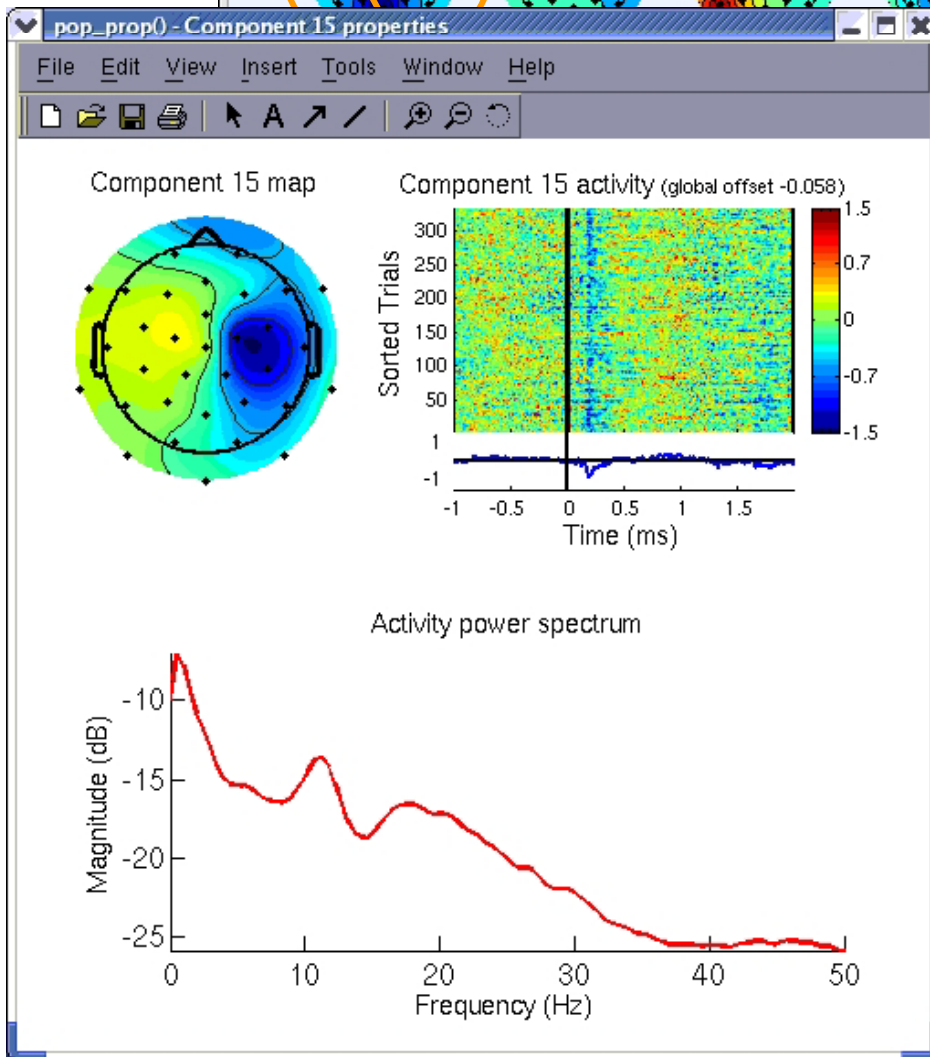 pop_prop() - Component 15 properties
File Edit View Insert Tools Window Help
A
Component 15 map
Component 15 activity (global offset -0.058)
Sorted Trials
300
250
200
150
100
50
1.5
0.7
0
-0.7
-1.5
1
-1
-1 -0.5 0 0.5 1 1.5
Time (ms)
Activity power spectrum
Magnitude (dB)
-10
-15
-20
-25
0 10 20 30 40 50
Frequency (Hz)